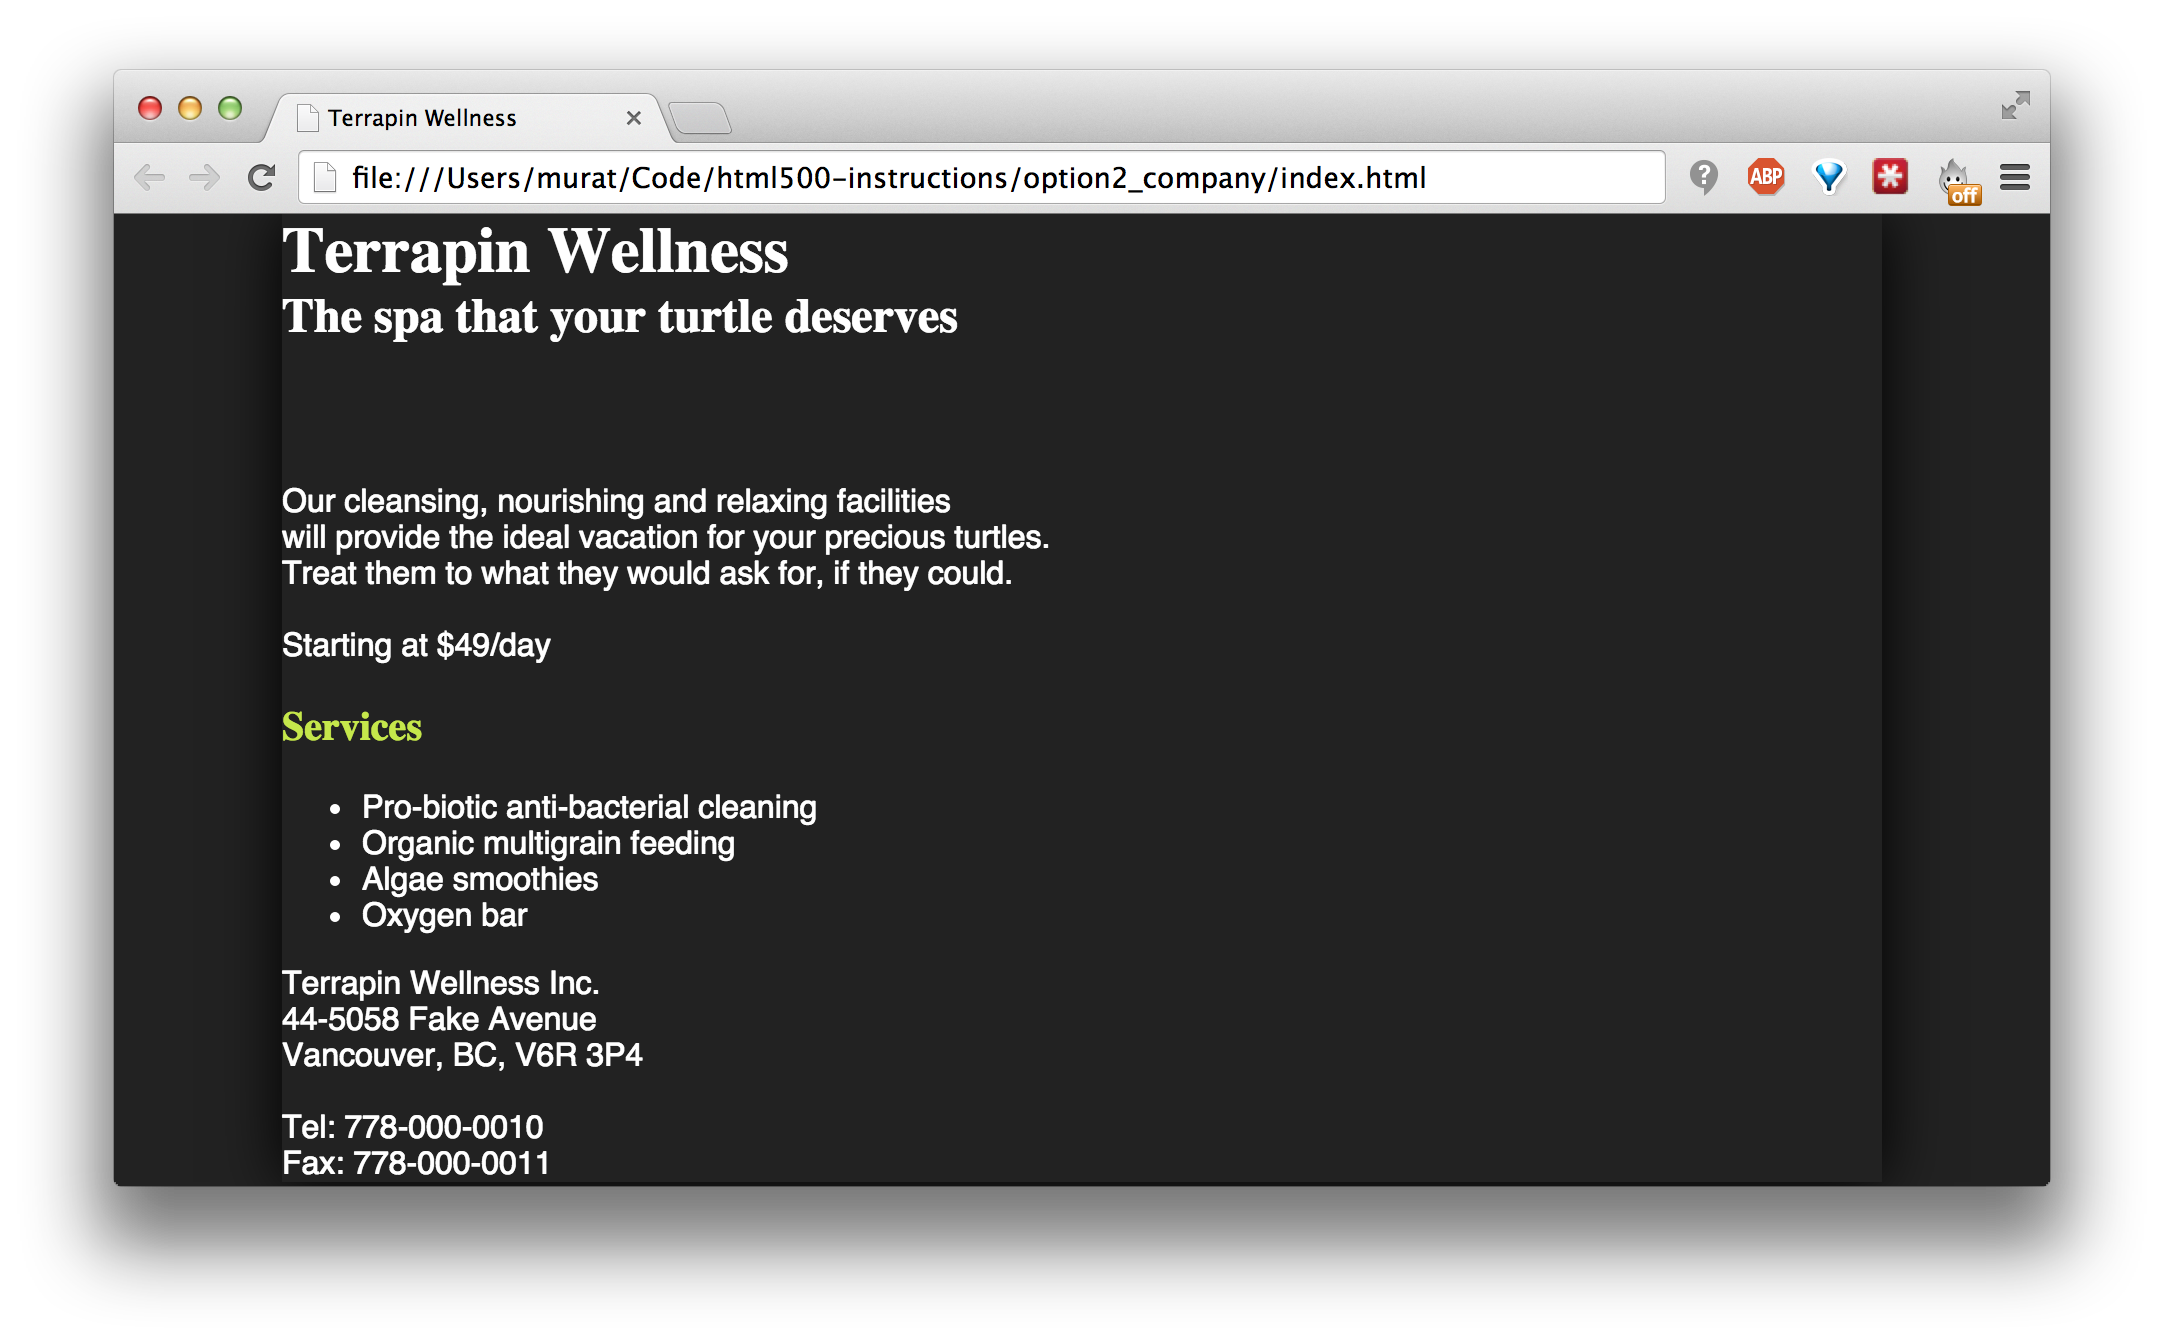 Terrapin Wellness
file:///Users/murat/Code/html500-instructions/option2_company/index.html
ABP
off
Terrapin Wellness
The spa that your turtle deserves
Our cleansing, nourishing and relaxing facilities
will provide the ideal vacation for your precious turtles.
Treat them to what they would ask for, if they could.
Starting at $49/day
Services
• Pro-biotic anti-bacterial cleaning
• Organic multigrain feeding
• Algae smoothies
• Oxygen bar
Terrapin Wellness Inc.
44-5058 Fake Avenue
Vancouver, BC, V6R 3P4
Tel: 778-000-0010
Fax: 778-000-0011